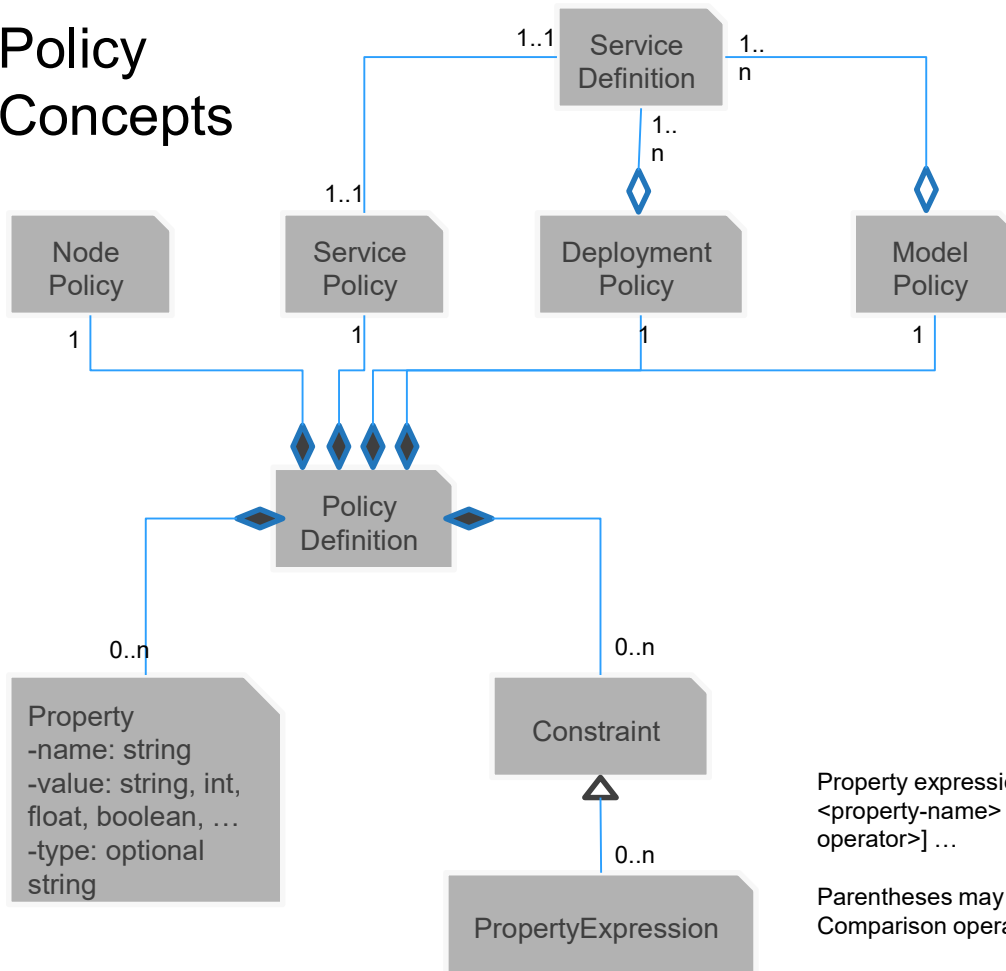 Policy
Concepts
1..1
Service
Definition
1..
n
1..
n
1..1
Node
Policy
Service
Policy
Deployment
Policy
Model
Policy
1
1
1
1
Policy
Definition
0..n
0..n
Property
-name: string
-value: string, int,
float, boolean, …
-type: optional
string
Constraint
0..n
PropertyExpression
Property
<property-name>
operator>] …
Parentheses may
Comparison